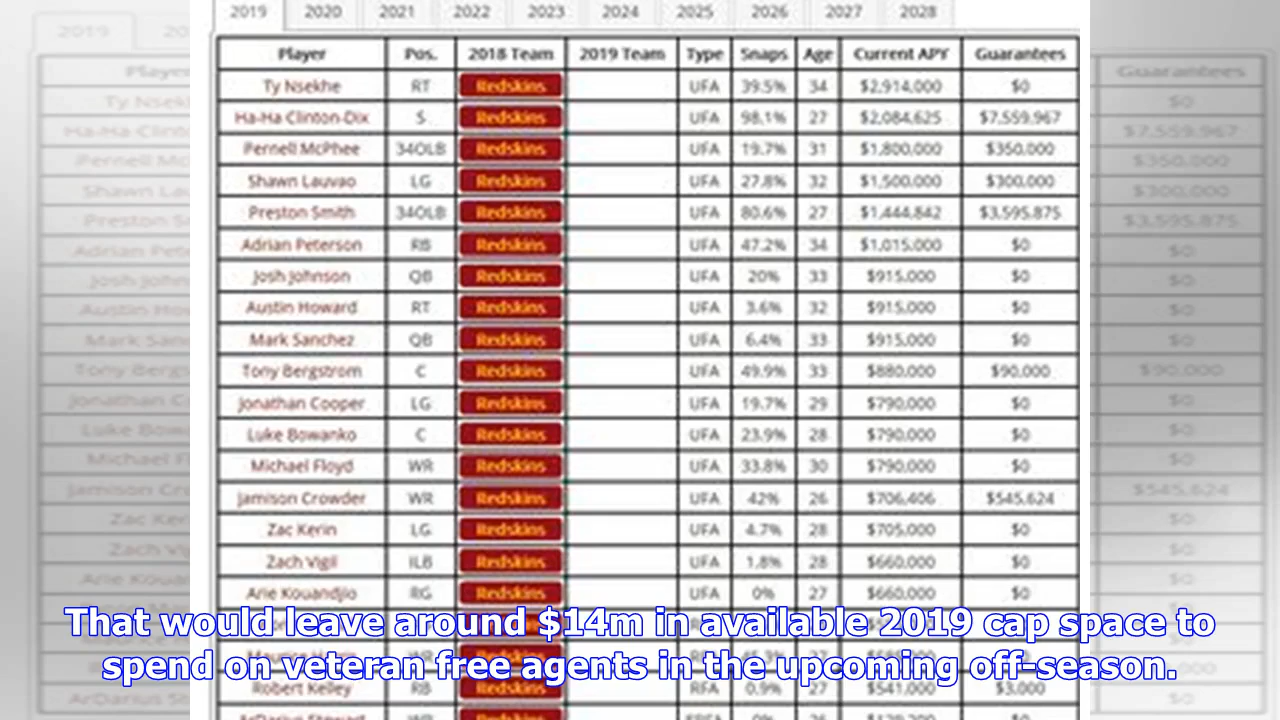 2019 2020 2021 2022 2023 2024 2025 2026 2027 2028
Player Pos. 2018 Team 2019 Team Type Snaps Age Current APY Guarantees
Ty Nsekhe RT Redskins UFA 39.5% 34 $2,914,000 $0
Ha-Ha Clinton-Dix S Redskins UFA 98.1% 27 $2,084,625 $7,559,967
Pernell McPhee 34OLB Redskins UFA 19.7% 31 $1,800,000 $350,000
Shawn Lauvao LG Redskins UFA 27.8% 32 $1,500,000 $300,000
Preston Smith 34OLB Redskins UFA 80.6% 27 $1,444,842 $3,595,875
Adrian Peterson RB Redskins UFA 47.2% 34 $1,015,000 $0
Josh Johnson QB Redskins UFA 20% 33 $915,000 $0
Austin Howard RT Redskins UFA 3.6% 32 $915,000 $0
Mark Sanchez QB Redskins UFA 6.4% 33 $915,000 $0
Tony Bergstrom C Redskins UFA 49.9% 33 $880,000 $90,000
Jonathan Cooper LG Redskins UFA 19.7% 29 $790,000 $0
Luke Bowanko C Redskins UFA 23.9% 28 $790,000 $0
Michael Floyd WR Redskins UFA 33.8% 30 $790,000 $0
Jamison Crowder WR Redskins UFA 42% 26 $706,406 $545,624
Zac Kerin LG Redskins UFA 4.7% 28 $705,000 $0
Zach Vigil ILB Redskins UFA 1.8% 28 $660,000 $0
Arie Kouandjio RG Redskins UFA 0% 27 $660,000 $0
That would leave around $14m in available 2019 cap space to
spend on veteran free agents in the upcoming off-season.
Robert Kelley RB Redskins RFA 0.9% 27 $541,000 $3,000